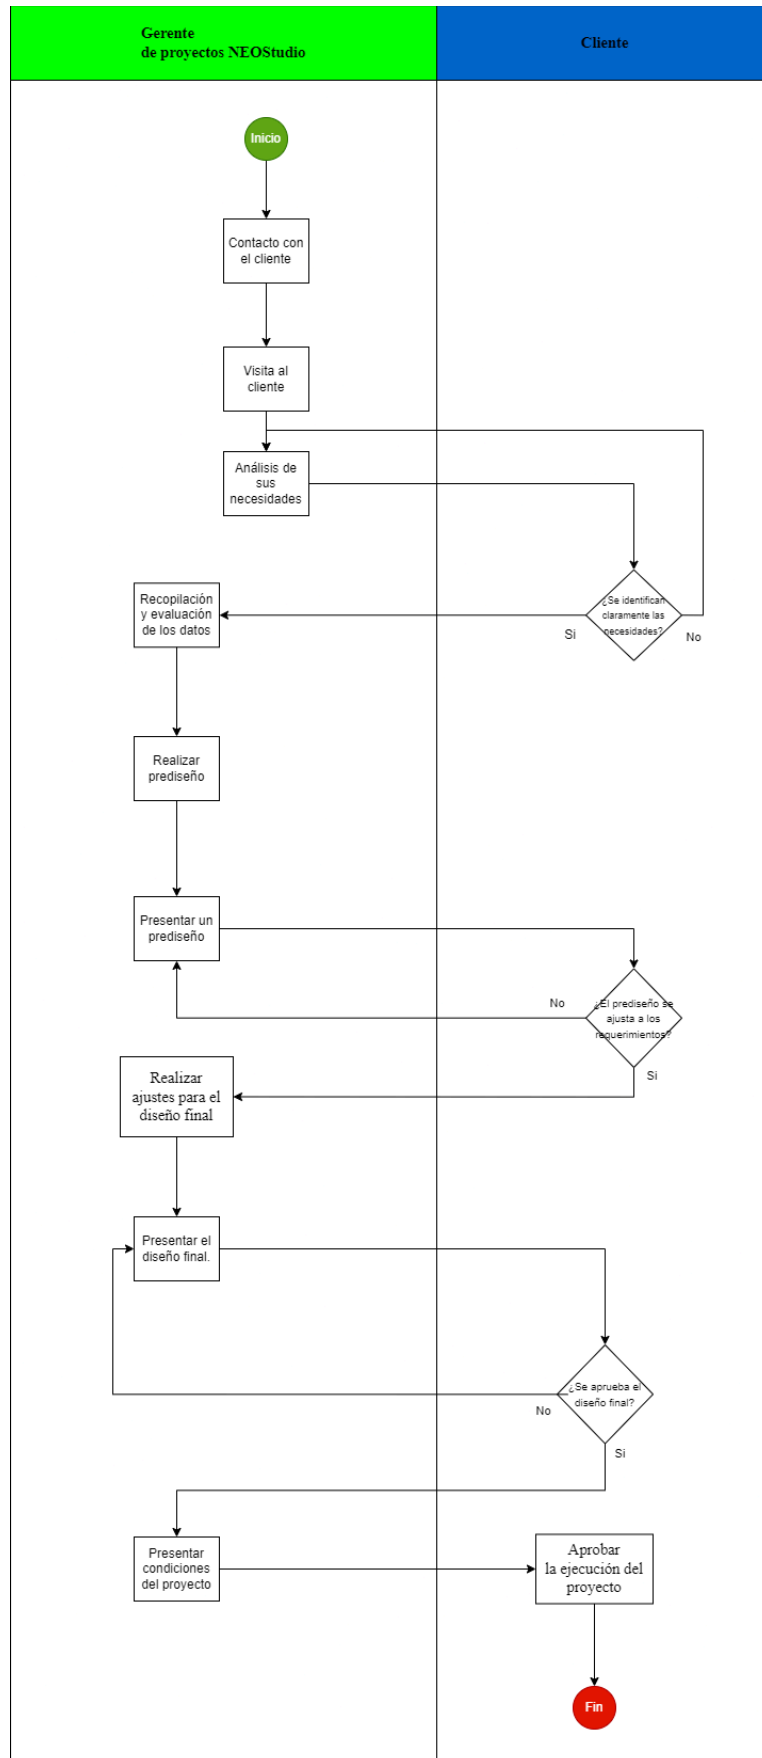 Gerente
de proyectos NEOStudio
Cliente
Inicio
Contacto con
el cliente
Visita al
cliente
Análisis de
sus
necesidades
¿Se identifican
claramente las
necesidades?
Si
No
Recopilación
y evaluación
de los datos
Realizar
prediseño
Presentar un
prediseño
¿El prediseño se
ajusta a los
requerimientos?
No
Si
Realizar
ajustes para el
diseño final
Presentar el
diseño final.
¿Se aprueba el
diseño final?
No
Si
Presentar
condiciones
del proyecto
Aprobar
la ejecución del
proyecto
Fin